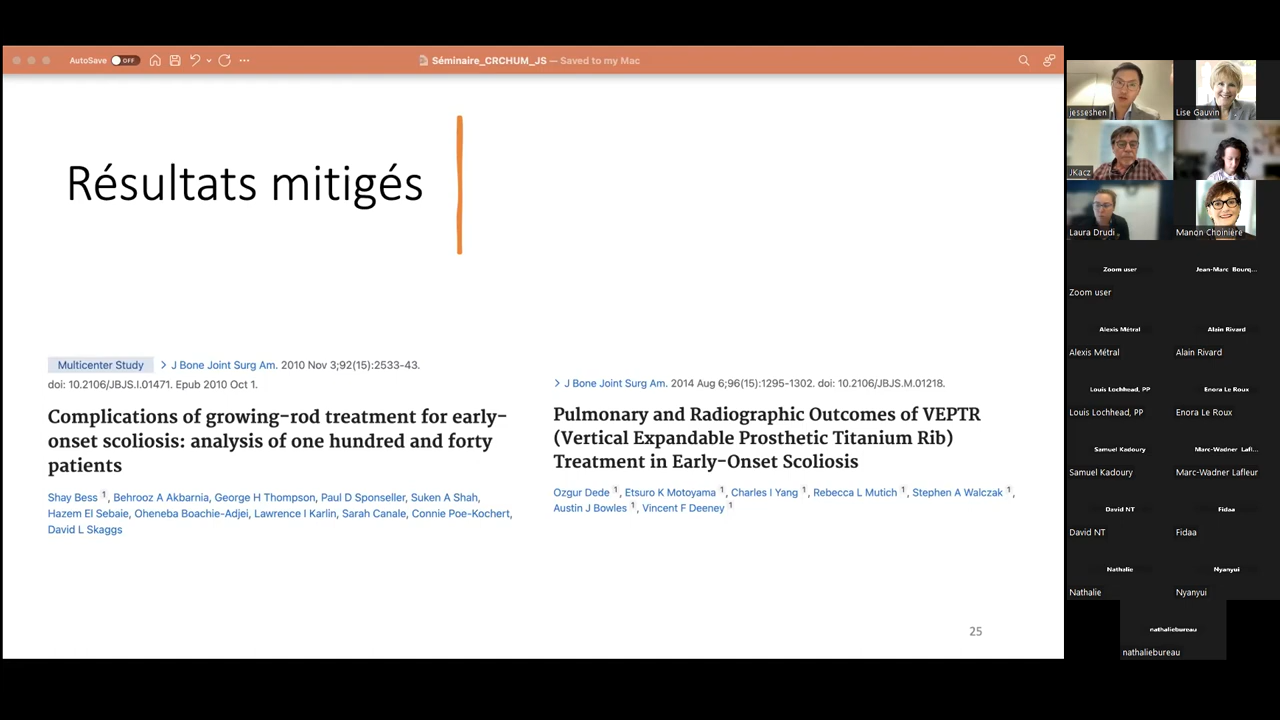 AutoSave OFF
Séminaire_CRCHUM_JS — Saved to my Mac
Résultats mitigés
Multicenter Study > J Bone Joint Surg Am. 2010 Nov 3;92(15):2533-43.
doi: 10.2106/JBJS.I.01471. Epub 2010 Oct 1.
Complications of growing-rod treatment for early-
onset scoliosis: analysis of one hundred and forty
patients
Shay Bess 1, Behrooz A Akbarnia, George H Thompson, Paul D Sponseller, Suken A Shah,
Hazem El Sebaie, Oheneba Boachie-Adjei, Lawrence I Karlin, Sarah Canale, Connie Poe-Kochert,
David L Skaggs
> J Bone Joint Surg Am. 2014 Aug 6;96(15):1295-1302. doi: 10.2106/JBJS.M.01218.
Pulmonary and Radiographic Outcomes of VEPTR
(Vertical Expandable Prosthetic Titanium Rib)
Treatment in Early-Onset Scoliosis
Ozgur Dede 1, Etsuro K Motoyama 1, Charles I Yang 1, Rebecca L Mutich 1, Stephen A Walczak 1,
Austin J Bowles 1, Vincent F Deeney 1
25
jesseshen
Lise Gauvin
JKacz
Laura Drudi
Manon Choinière
Zoom user
Jean-Marc Bourq...
Zoom user
Alexis Métral
Alain Rivard
Alexis Métral
Alain Rivard
Louis Lochhead, PP
Enora Le Roux
Louis Lochhead, PP
Enora Le Roux
Samuel Kadoury
Marc-Wadner Lafl...
Samuel Kadoury
Marc-Wadner Lafleur
David NT
Fidaa
David NT
Fidaa
Nathalie
Nyanyui
Nathalie
Nyanyui
nathaliebureau
nathaliebureau